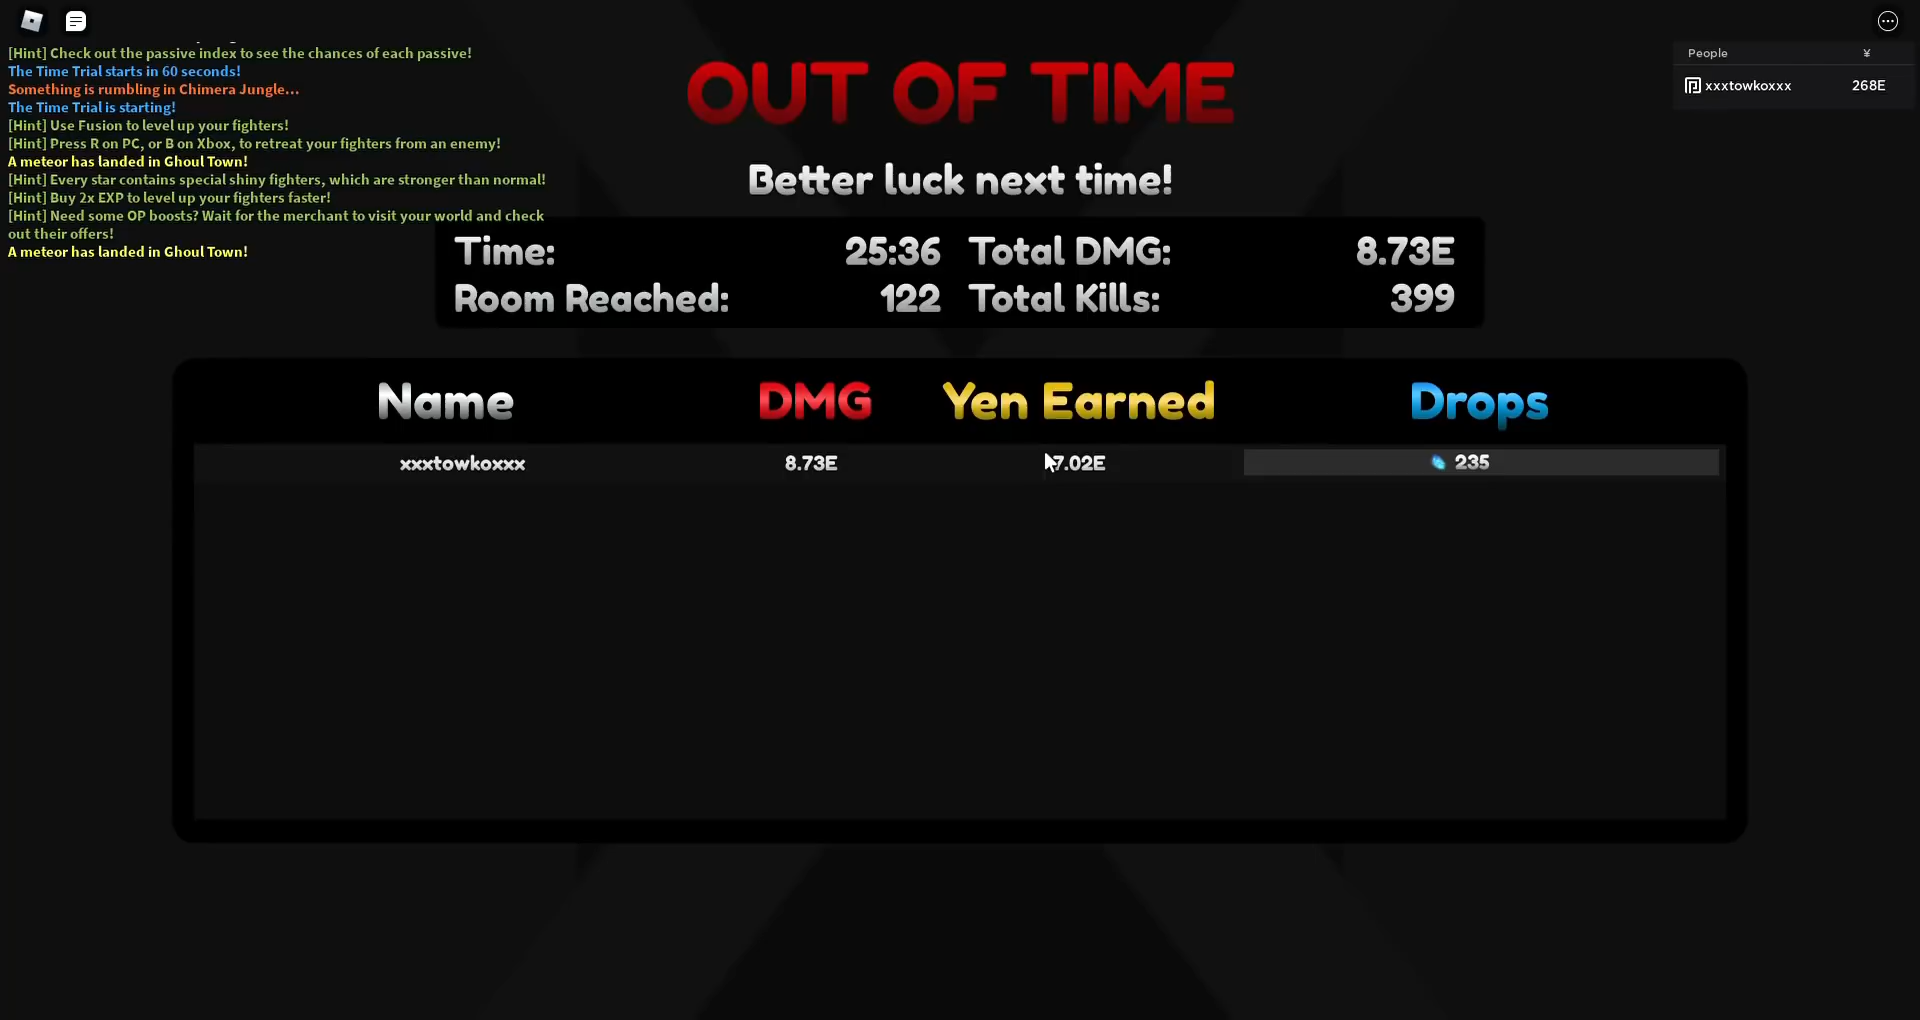 [Hint] Check out the passive index to see the chances of each passive!
The Time Trial starts in 60 seconds!
Something is rumbling in Chimera Jungle...
The Time Trial is starting!
[Hint] Use Fusion to level up your fighters!
[Hint] Press R on PC, or B on Xbox, to retreat your fighters from an enemy!
A meteor has landed in Ghoul Town!
[Hint] Every star contains special shiny fighters, which are stronger than normal!
[Hint] Buy 2x EXP to level up your fighters faster!
[Hint] Need some OP boosts? Wait for the merchant to visit your world and check
out their offers!
A meteor has landed in Ghoul Town!
People ¥
xxxtowkoxxx 268E
OUT OF TIME
Better luck next time!
Time: 25:36 Total DMG: 8.73E
Room Reached: 122 Total Kills: 399
Name DMG Yen Earned Drops
xxxtowkoxxx 8.73E 7.02E 235